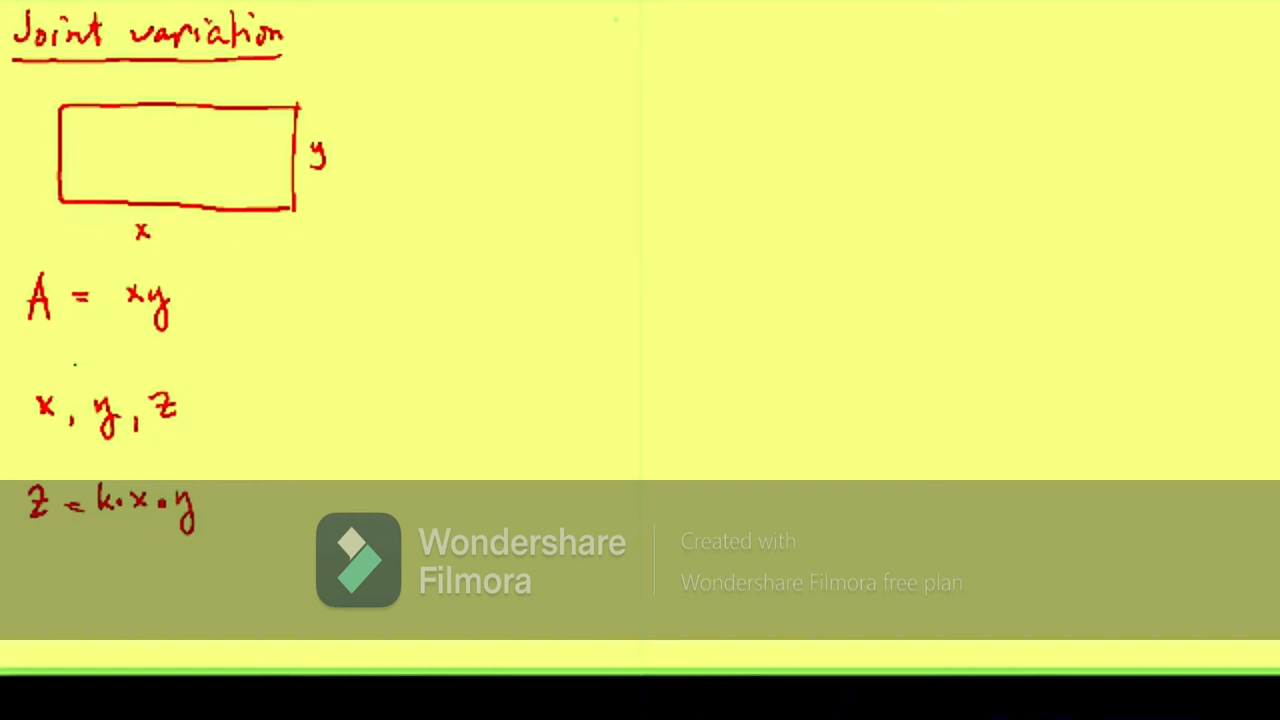 Joint variation
y
x
A = xy
x, y, z
z = k·x·y
Wondershare
Filmora
Created with
Wondershare Filmora free plan